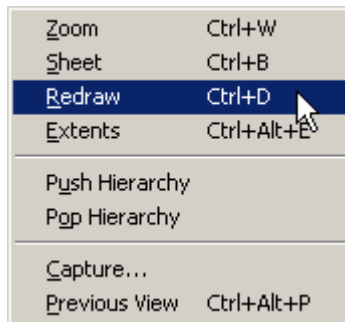 Zoom Ctrl+W
Sheet Ctrl+B
Redraw Ctrl+D
Extents Ctrl+Alt+E
Push Hierarchy
Pop Hierarchy
Capture...
Previous View Ctrl+Alt+P